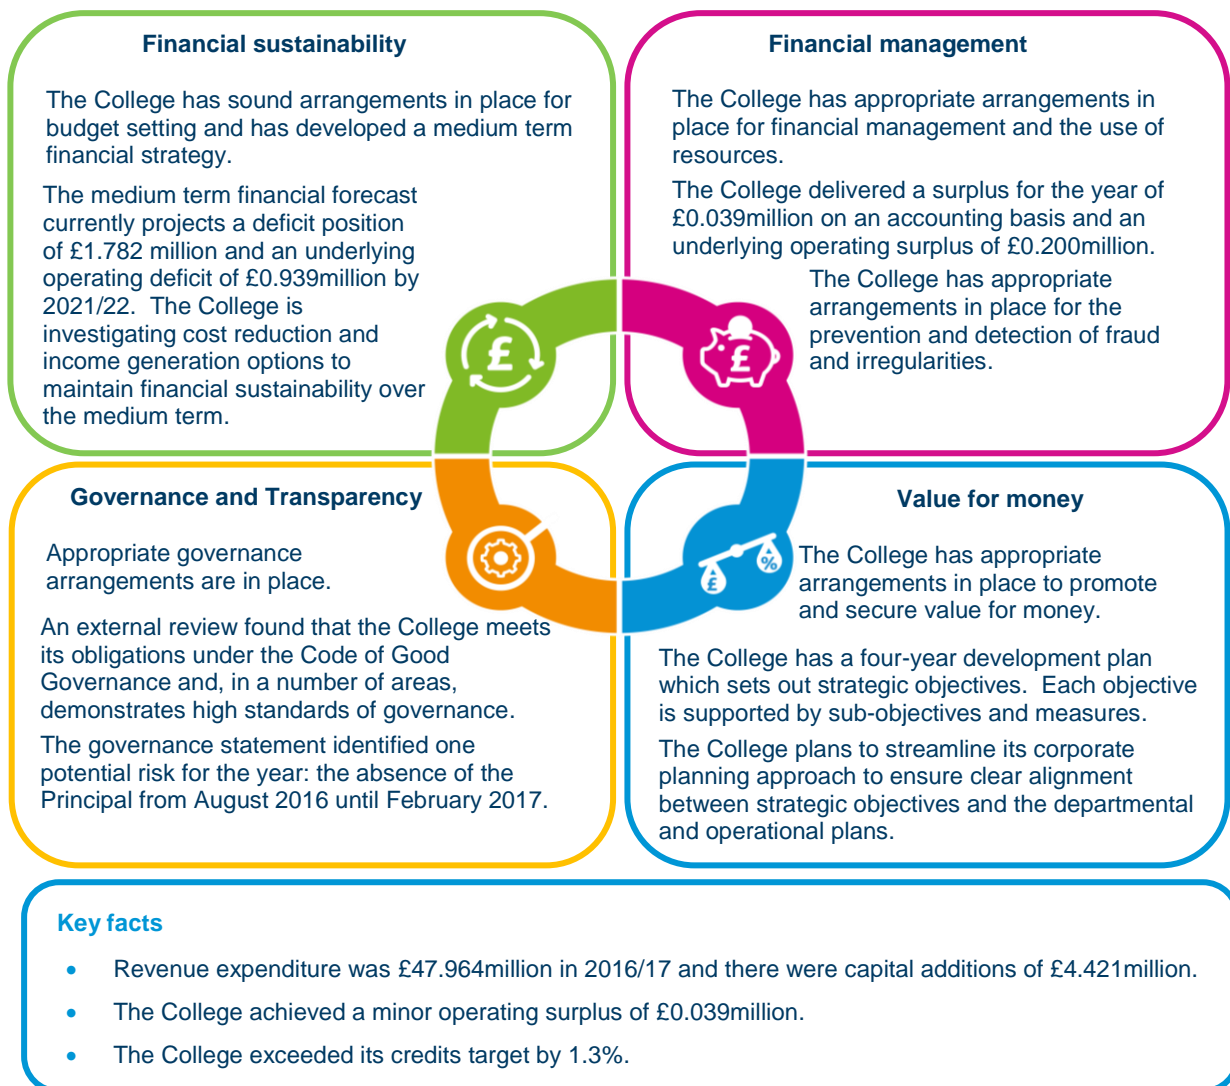 Financial sustainability
The College has sound arrangements in place for
budget setting and has developed a medium term
financial strategy.
The medium term financial forecast
currently projects a deficit position
of £1.782 million and an underlying
operating deficit of £0.939million by
2021/22.  The College is
investigating cost reduction and
income generation options to
maintain financial sustainability over
the medium term.
£
Financial management
The College has appropriate arrangements in
place for financial management and the use of
resources.
The College delivered a surplus for the year of
£0.039million on an accounting basis and an
underlying operating surplus of £0.200million.
The College has appropriate
arrangements in place for the
prevention and detection of fraud
and irregularities.
£
Governance and Transparency
Appropriate governance
arrangements are in place.
An external review found that the College meets
its obligations under the Code of Good
Governance and, in a number of areas,
demonstrates high standards of governance.
The governance statement identified one
potential risk for the year: the absence of the
Principal from August 2016 until February 2017.
Value for money
£ %
The College has appropriate
arrangements in place to promote
and secure value for money.
The College has a four-year development plan
which sets out strategic objectives.  Each objective
is supported by sub-objectives and measures.
The College plans to streamline its corporate
planning approach to ensure clear alignment
between strategic objectives and the departmental
and operational plans.
Key facts
• Revenue expenditure was £47.964million in 2016/17 and there were capital additions of £4.421million.
• The College achieved a minor operating surplus of £0.039million.
• The College exceeded its credits target by 1.3%.